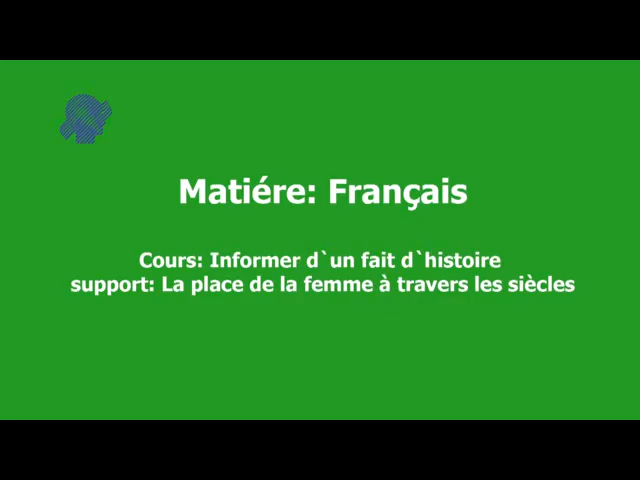 Matiére: Français
Cours: Informer d`un fait d`histoire
support: La place de la femme à travers les siècles